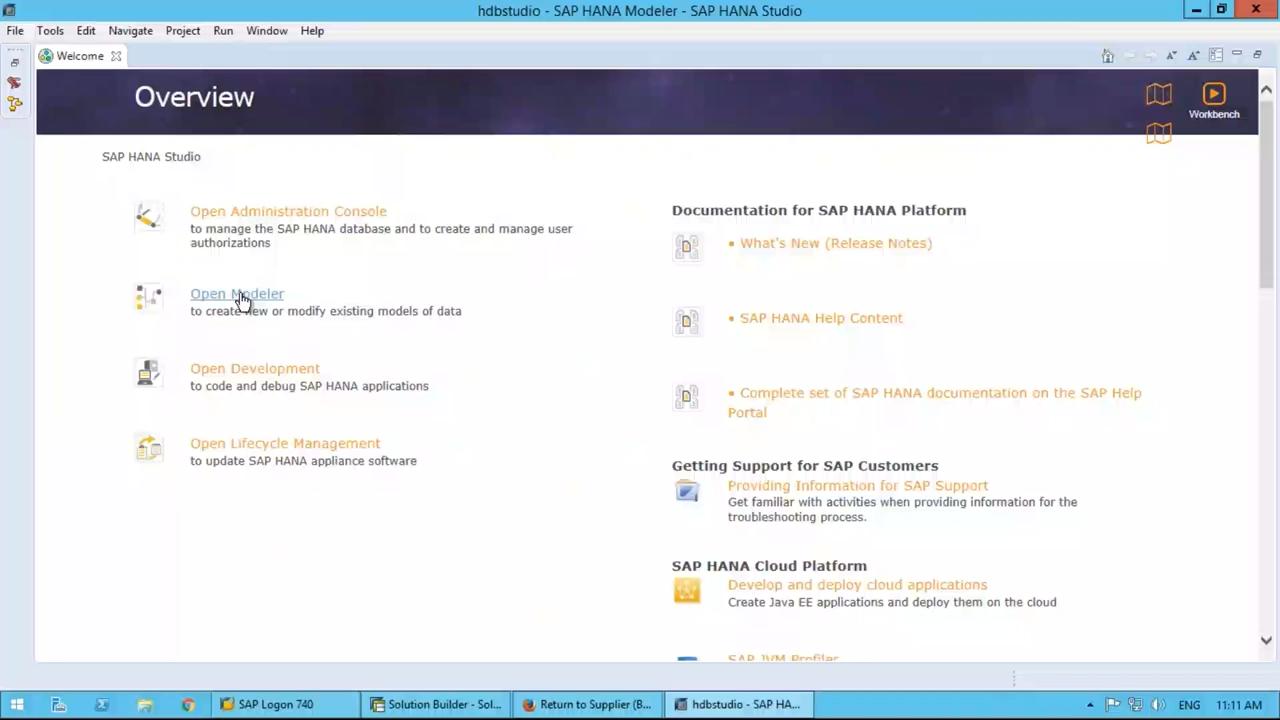 hdbstudio - SAP HANA Modeler - SAP HANA Studio
File Tools Edit Navigate Project Run Window Help
Welcome
Overview
Workbench
SAP HANA Studio
Open Administration Console
to manage the SAP HANA database and to create and manage user
authorizations
Open Modeler
to create new or modify existing models of data
Open Development
to code and debug SAP HANA applications
Open Lifecycle Management
to update SAP HANA appliance software
Documentation for SAP HANA Platform
• What's New (Release Notes)
• SAP HANA Help Content
• Complete set of SAP HANA documentation on the SAP Help
Portal
Getting Support for SAP Customers
Providing Information for SAP Support
Get familiar with activities when providing information for the
troubleshooting process.
SAP HANA Cloud Platform
Develop and deploy cloud applications
Create Java EE applications and deploy them on the cloud
SAP JVM Profiler
SAP Logon 740
Solution Builder - Sol...
Return to Supplier (B...
hdbstudio - SAP HA...
ENG
11:11 AM